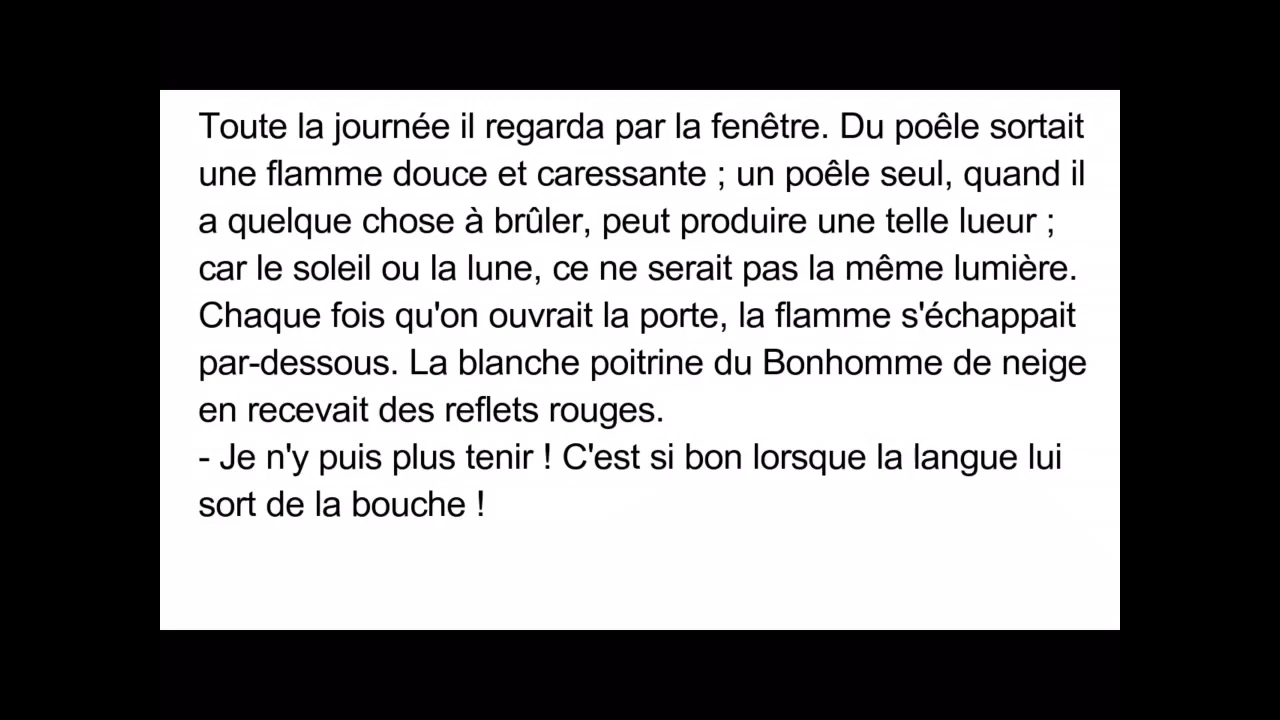 Toute la journée il regarda par la fenêtre. Du poêle sortait
une flamme douce et caressante ; un poêle seul, quand il
a quelque chose à brûler, peut produire une telle lueur ;
car le soleil ou la lune, ce ne serait pas la même lumière.
Chaque fois qu'on ouvrait la porte, la flamme s'échappait
par-dessous. La blanche poitrine du Bonhomme de neige
en recevait des reflets rouges.
- Je n'y puis plus tenir ! C'est si bon lorsque la langue lui
sort de la bouche !